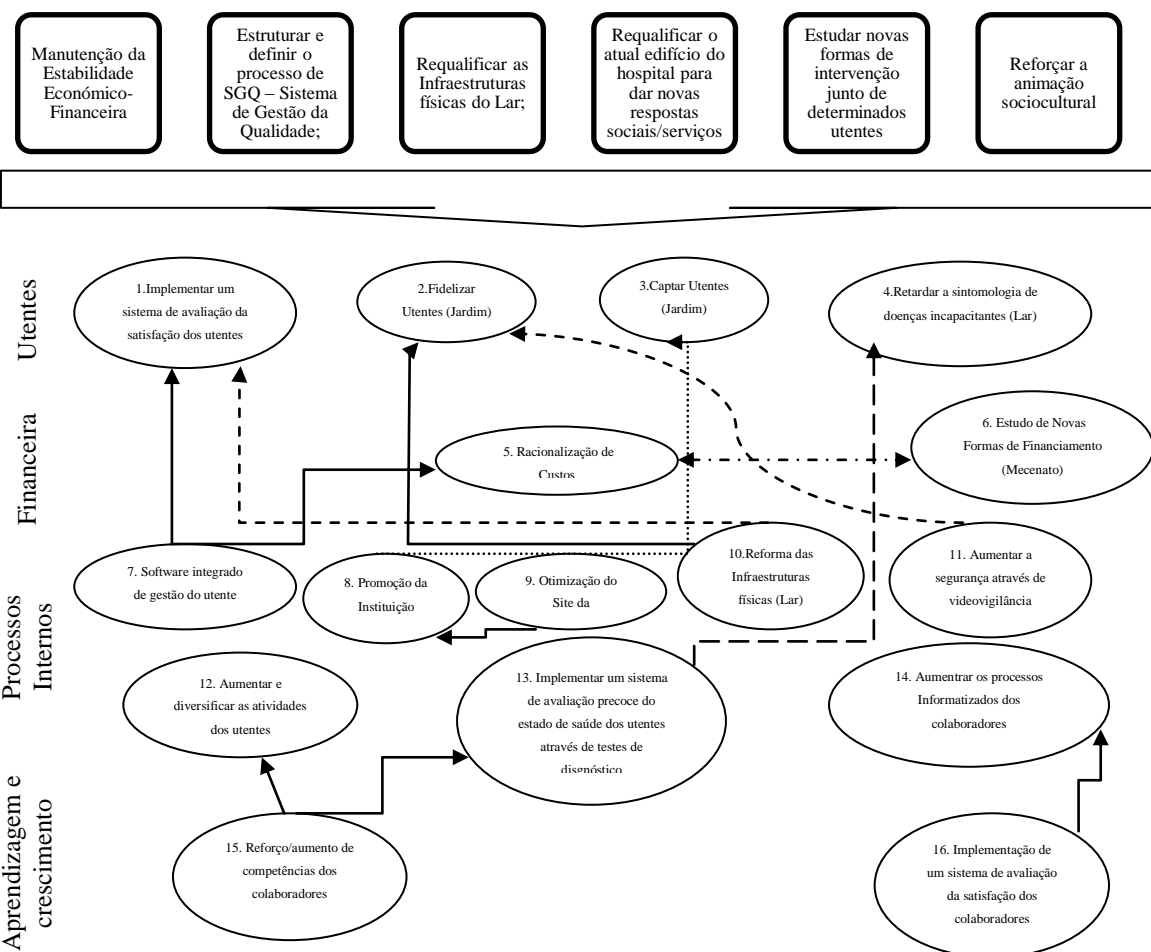 Manutenção da
Estabilidade
Económico-
Financeira
Estruturar e
definir o
processo de
SGQ – Sistema
de Gestão da
Qualidade;
Requalificar as
Infraestruturas
físicas do Lar;
Requalificar o
atual edifício do
hospital para
dar novas
respostas
sociais/serviços
Estudar novas
formas de
intervenção
junto de
determinados
utentes
Reforçar a
animação
sociocultural
Utentes
1.Implementar um
sistema de avaliação da
satisfação dos utentes
2.Fidelizar
Utentes (Jardim)
3.Captar Utentes
(Jardim)
4.Retardar a sintomologia de
doenças incapacitantes (Lar)
Financeira
5. Racionalização de
Custos
6. Estudo de Novas
Formas de Financiamento
(Mecenato)
Processos
Internos
7. Software integrado
de gestão do utente
8. Promoção da
Instituição
9. Otimização do
Site da
10.Reforma das
Infraestruturas
físicas (Lar)
11. Aumentar a
segurança através de
videovigilância
12. Aumentar e
diversificar as atividades
dos utentes
13. Implementar um sistema
de avaliação precoce do
estado de saúde dos utentes
através de testes de
diagnóstico
14. Aumentrar os processos
Informatizados dos
colaboradores
Aprendizagem e
crescimento
15. Reforço/aumento de
competências dos
colaboradores
16. Implementação de
um sistema de avaliação
da satisfação dos
colaboradores